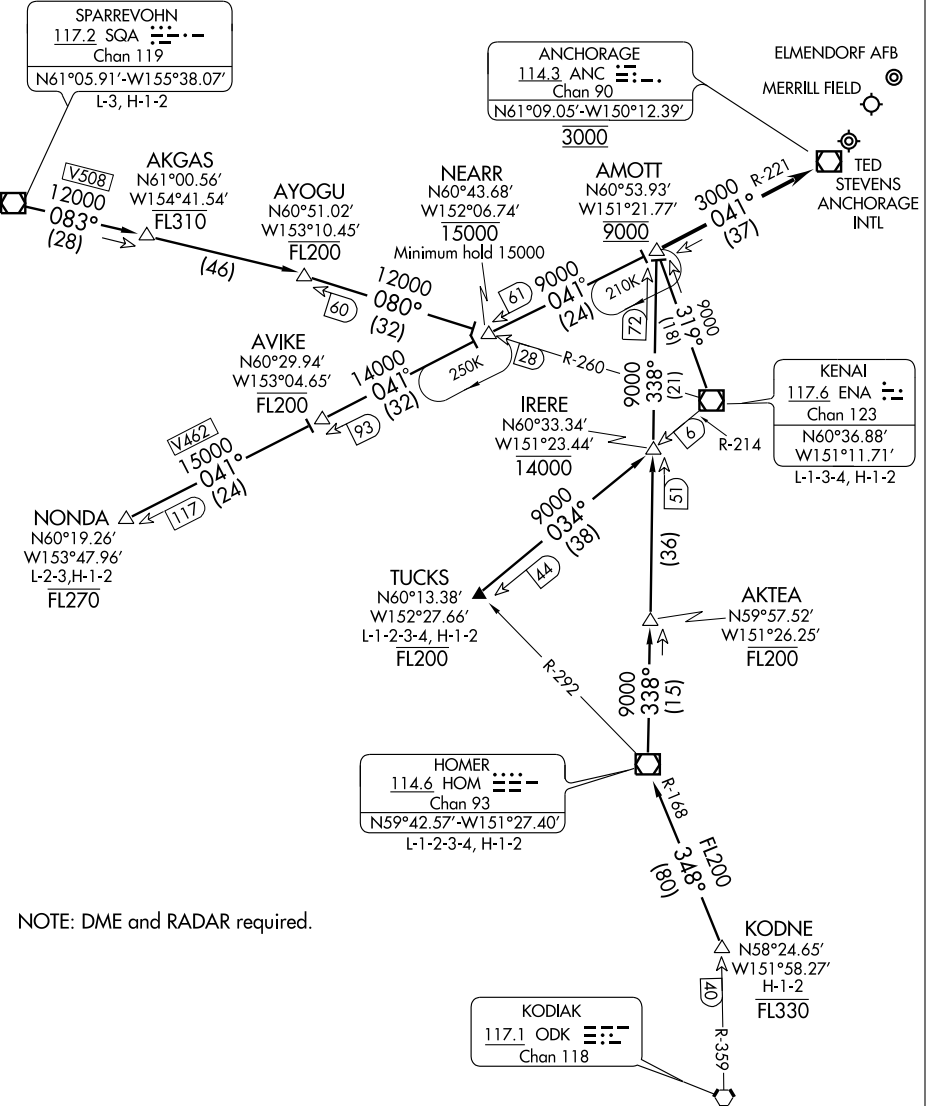 SPARREVOHN
117.2 SQA
Chan 119
N61°05.91′-W155°38.07′
L-3, H-1-2
ANCHORAGE
114.3 ANC
Chan 90
N61°09.05′-W150°12.39′
3000
ELMENDORF AFB
MERRILL FIELD
TED
STEVENS
ANCHORAGE
INTL
V508
12000
083°
(28)
AKGAS
N61°00.56′
W154°41.54′
FL310
(46)
AYOGU
N60°51.02′
W153°10.45′
FL200
60
12000
080°
(32)
NEARR
N60°43.68′
W152°06.74′
15000
Minimum hold 15000
61
9000
041°
(24)
AMOTT
N60°53.93′
W151°21.77′
9000
210K
3000
R-221
041°
(37)
72
9000
319°
(18)
AVIKE
N60°29.94′
W153°04.65′
FL200
93
14000
041°
(32)
250K
28
R-260
9000
338°
(21)
KENAI
117.6 ENA
Chan 123
N60°36.88′
W151°11.71′
L-1-3-4, H-1-2
IRERE
N60°33.34′
W151°23.44′
14000
6
R-214
V462
15000
041°
(24)
117
NONDA
N60°19.26′
W153°47.96′
L-2-3,H-1-2
FL270
9000
034°
(38)
44
51
(36)
TUCKS
N60°13.38′
W152°27.66′
L-1-2-3-4, H-1-2
FL200
R-292
AKTEA
N59°57.52′
W151°26.25′
FL200
9000
338°
(15)
HOMER
114.6 HOM
Chan 93
N59°42.57′-W151°27.40′
L-1-2-3-4, H-1-2
R-168
FL200
348°
(80)
NOTE: DME and RADAR required.
KODNE
N58°24.65′
W151°58.27′
H-1-2
FL330
40
R-359
KODIAK
117.1 ODK
Chan 118